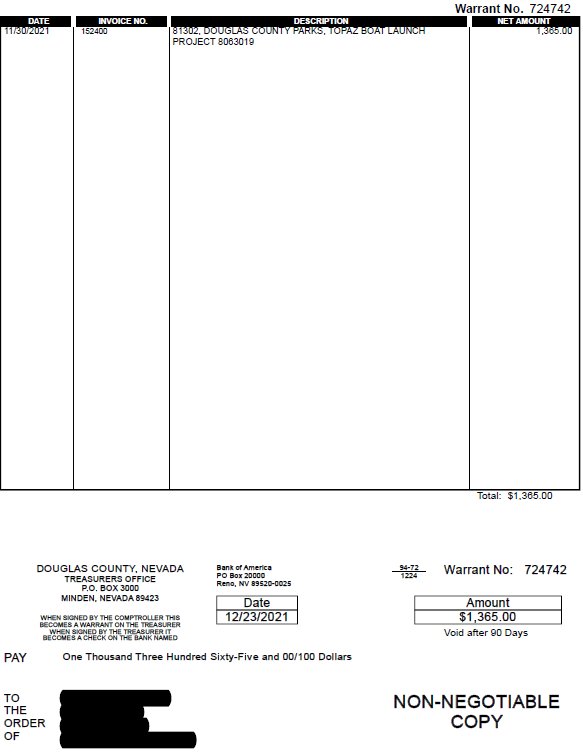 Warrant No. 724742
DATE INVOICE NO. DESCRIPTION NET AMOUNT
11/30/2021 152400 81302, DOUGLAS COUNTY PARKS, TOPAZ BOAT LAUNCH 1,365.00
PROJECT 8063019
Total: $1,365.00
DOUGLAS COUNTY, NEVADA
TREASURERS OFFICE
P.O. BOX 3000
MINDEN, NEVADA 89423
WHEN SIGNED BY THE COMPTROLLER THIS
BECOMES A WARRANT ON THE TREASURER
WHEN SIGNED BY THE TREASURER IT
BECOMES A CHECK ON THE BANK NAMED
Bank of America
PO Box 20000
Reno, NV 89520-0025
94-72
1224
Warrant No: 724742
Date
12/23/2021
Amount
$1,365.00
Void after 90 Days
PAY One Thousand Three Hundred Sixty-Five and 00/100 Dollars
TO
THE
ORDER
OF
NON-NEGOTIABLE
COPY